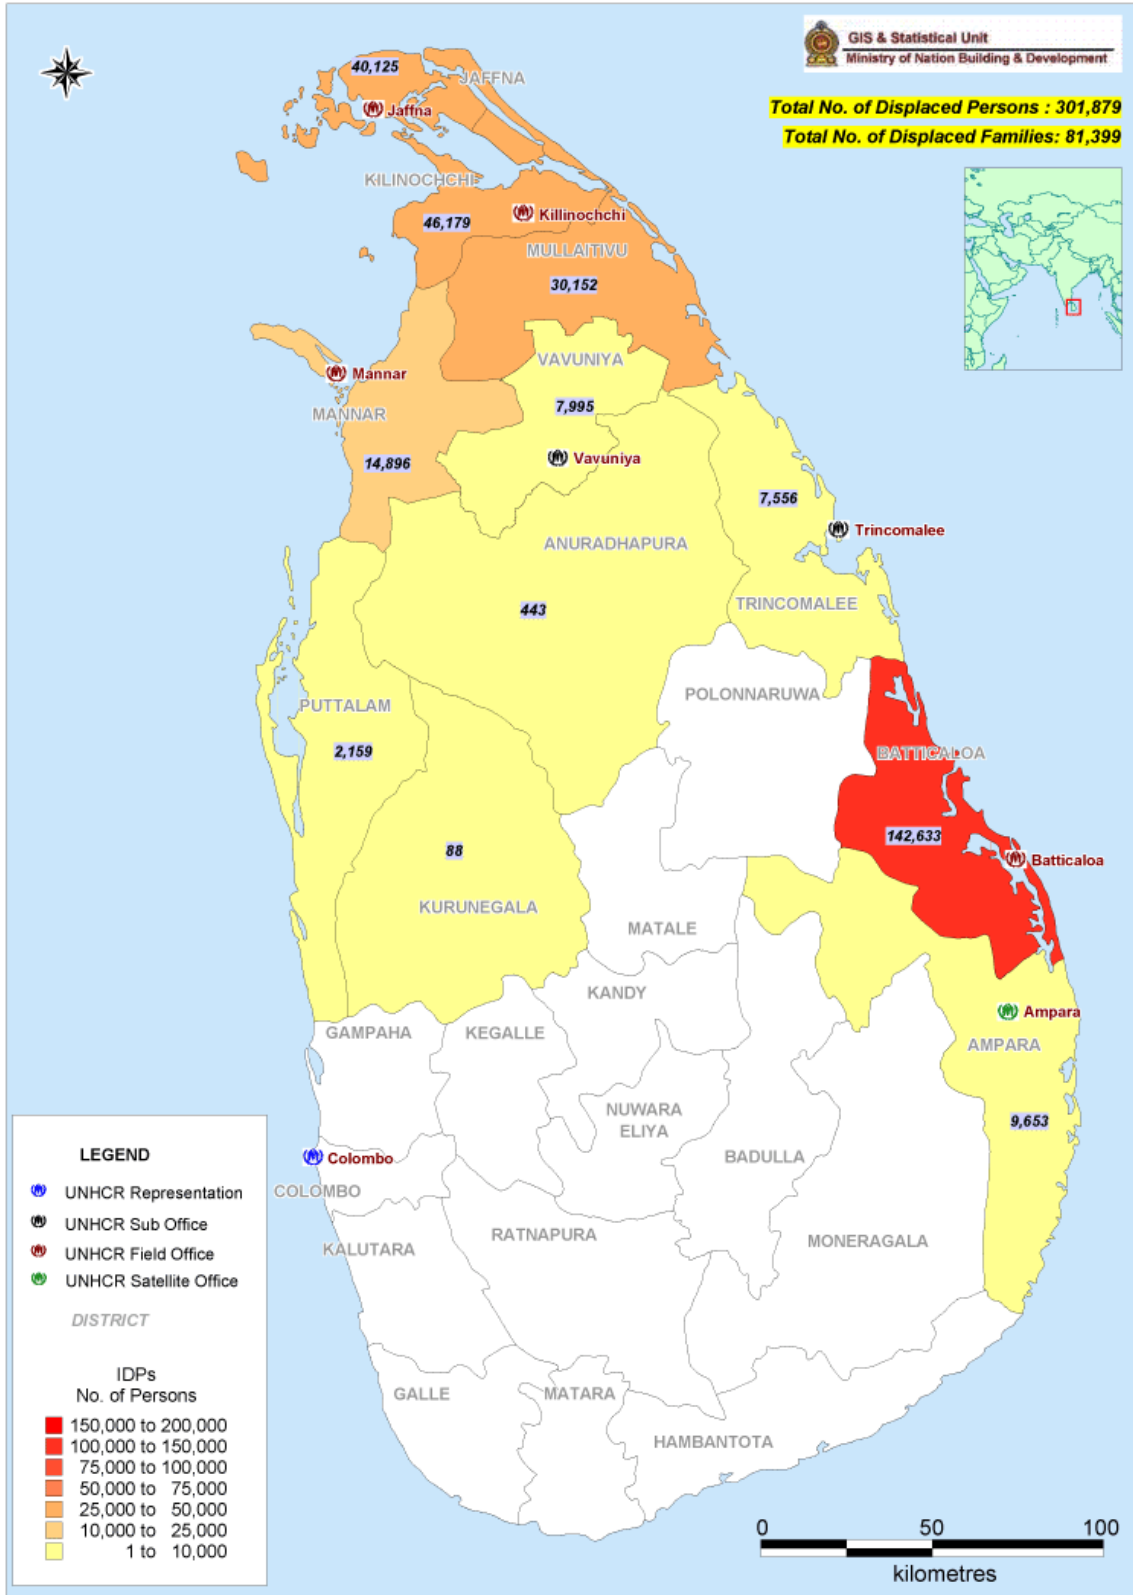 GIS & Statistical Unit
Ministry of Nation Building & Development
Total No. of Displaced Persons : 301,879
Total No. of Displaced Families: 81,399
40,125
JAFFNA
Jaffna
KILINOCHCHI
46,179
Killinochchi
MULLAITIVU
30,152
VAVUNIYA
Mannar
MANNAR
7,995
14,896
Vavuniya
7,556
Trincomalee
ANURADHAPURA
443
TRINCOMALEE
POLONNARUWA
PUTTALAM
2,159
BATTICALOA
142,633
88
Batticaloa
KURUNEGALA
MATALE
KANDY
GAMPAHA
KEGALLE
Ampara
AMPARA
NUWARA
ELIYA
9,653
Colombo
COLOMBO
BADULLA
KALUTARA
RATNAPURA
MONERAGALA
GALLE
MATARA
HAMBANTOTA
LEGEND
UNHCR Representation
UNHCR Sub Office
UNHCR Field Office
UNHCR Satellite Office
DISTRICT
IDPs
No. of Persons
150,000 to 200,000
100,000 to 150,000
75,000 to 100,000
50,000 to 75,000
25,000 to 50,000
10,000 to 25,000
1 to 10,000
0 50 100
kilometres